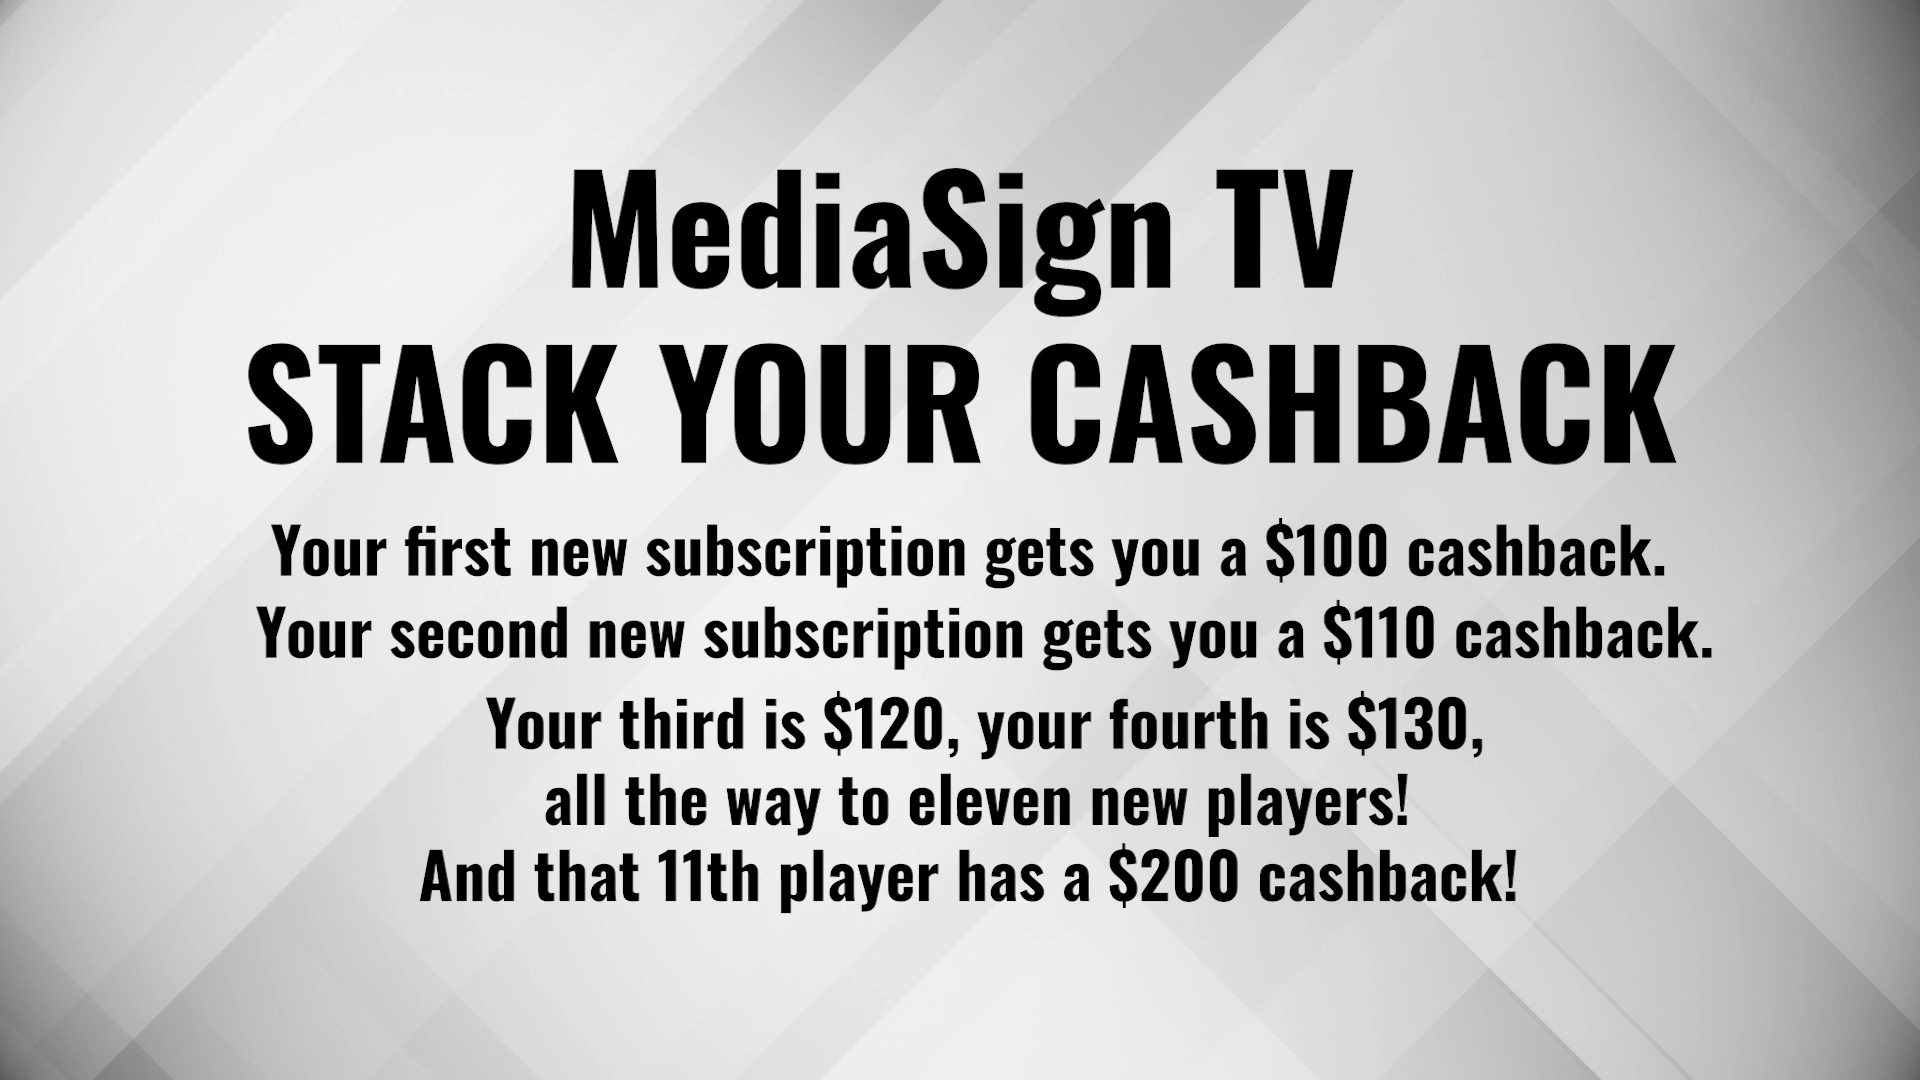 MediaSign TV
STACK YOUR CASHBACK
Your first new subscription gets you a $100 cashback.
Your second new subscription gets you a $110 cashback.
Your third is $120, your fourth is $130,
all the way to eleven new players!
And that 11th player has a $200 cashback!